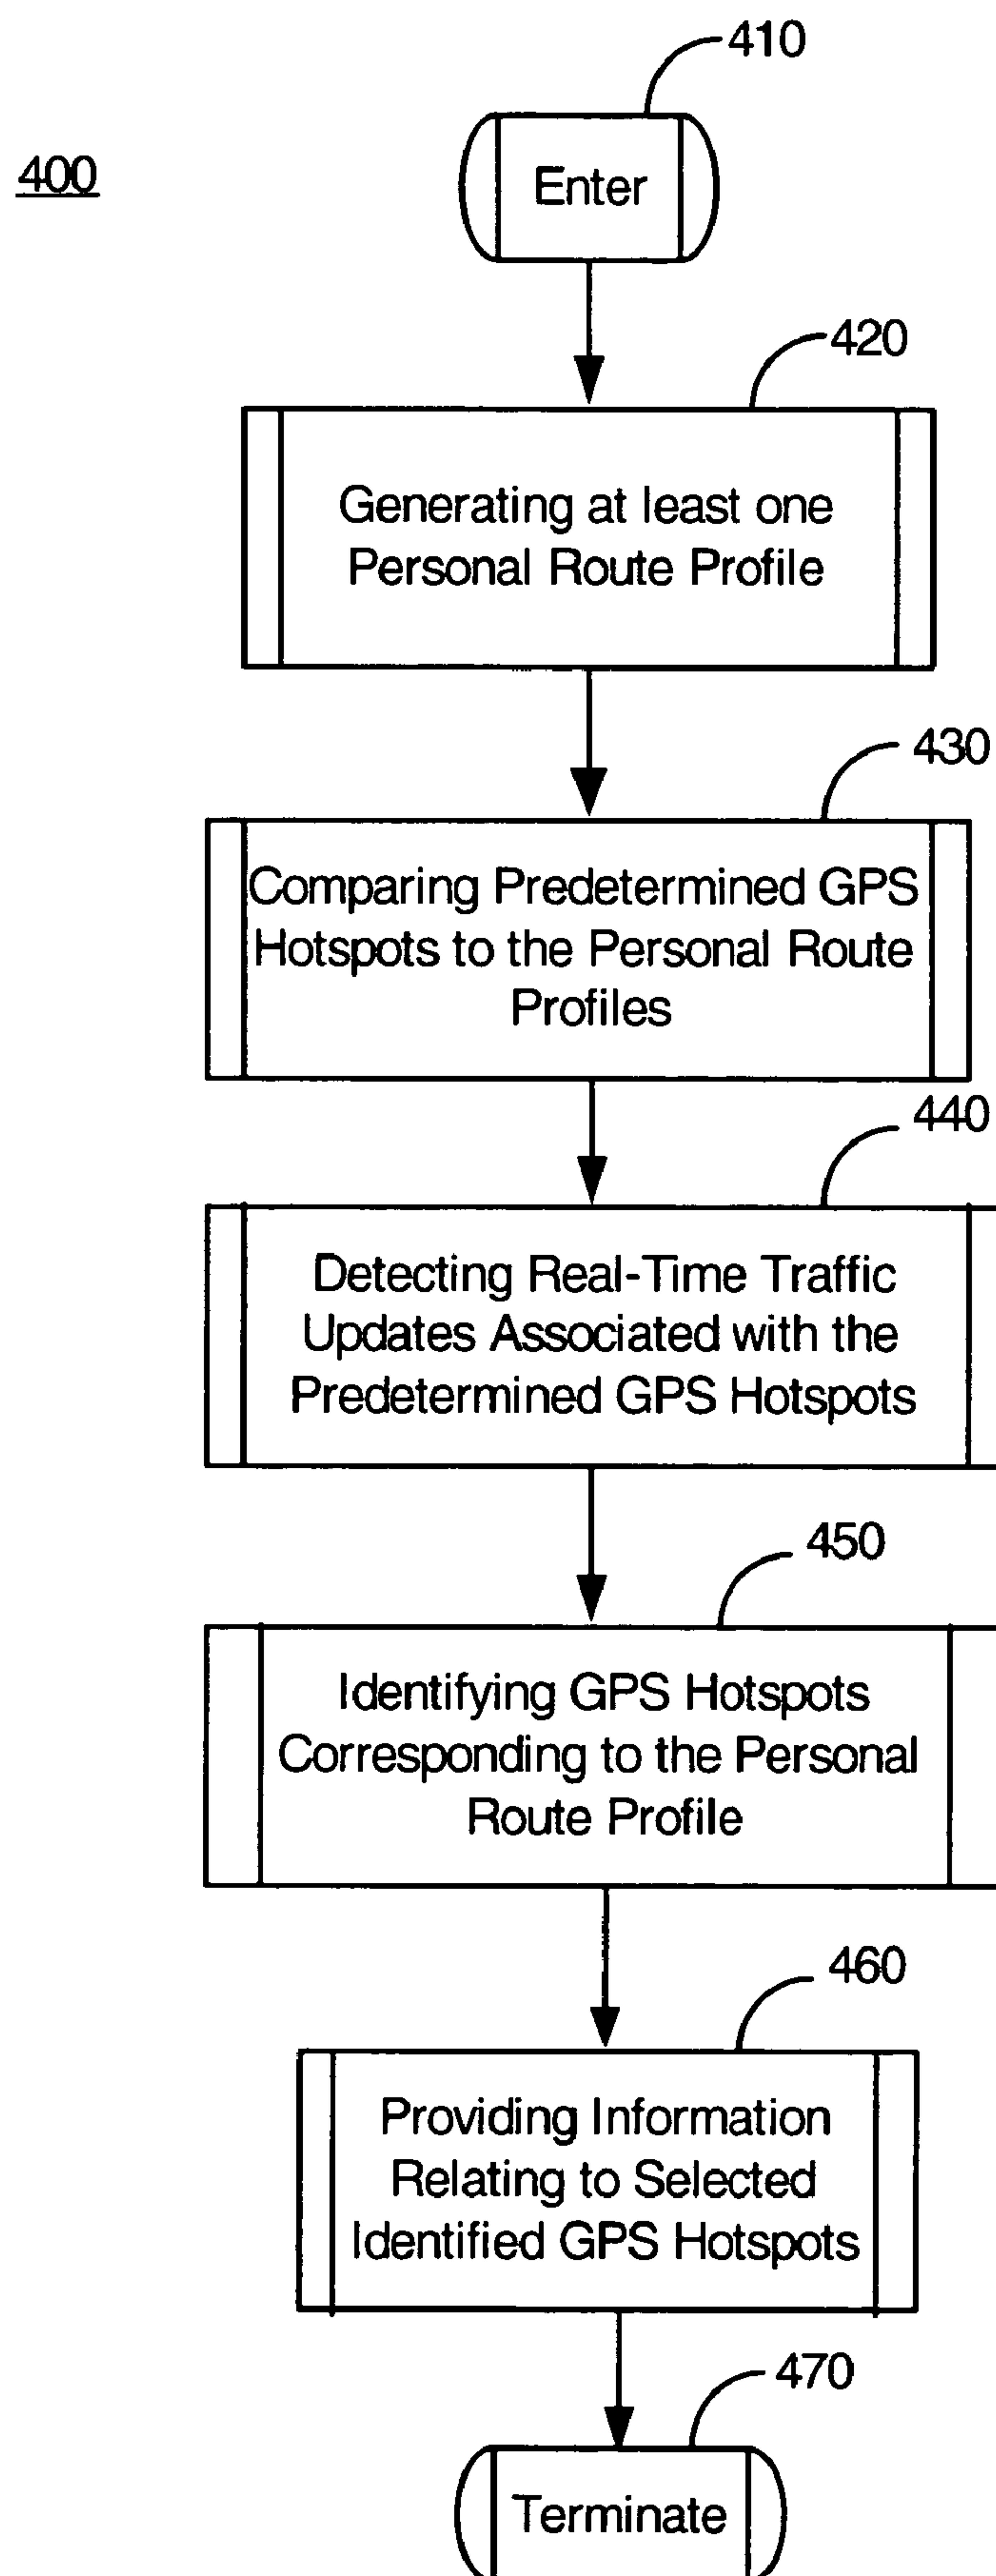 410
400
Enter
420
Generating at least one
Personal Route Profile
430
Comparing Predetermined GPS
Hotspots to the Personal Route
Profiles
440
Detecting Real-Time Traffic
Updates Associated with the
Predetermined GPS Hotspots
450
Identifying GPS Hotspots
Corresponding to the Personal
Route Profile
460
Providing Information
Relating to Selected
Identified GPS Hotspots
470
Terminate